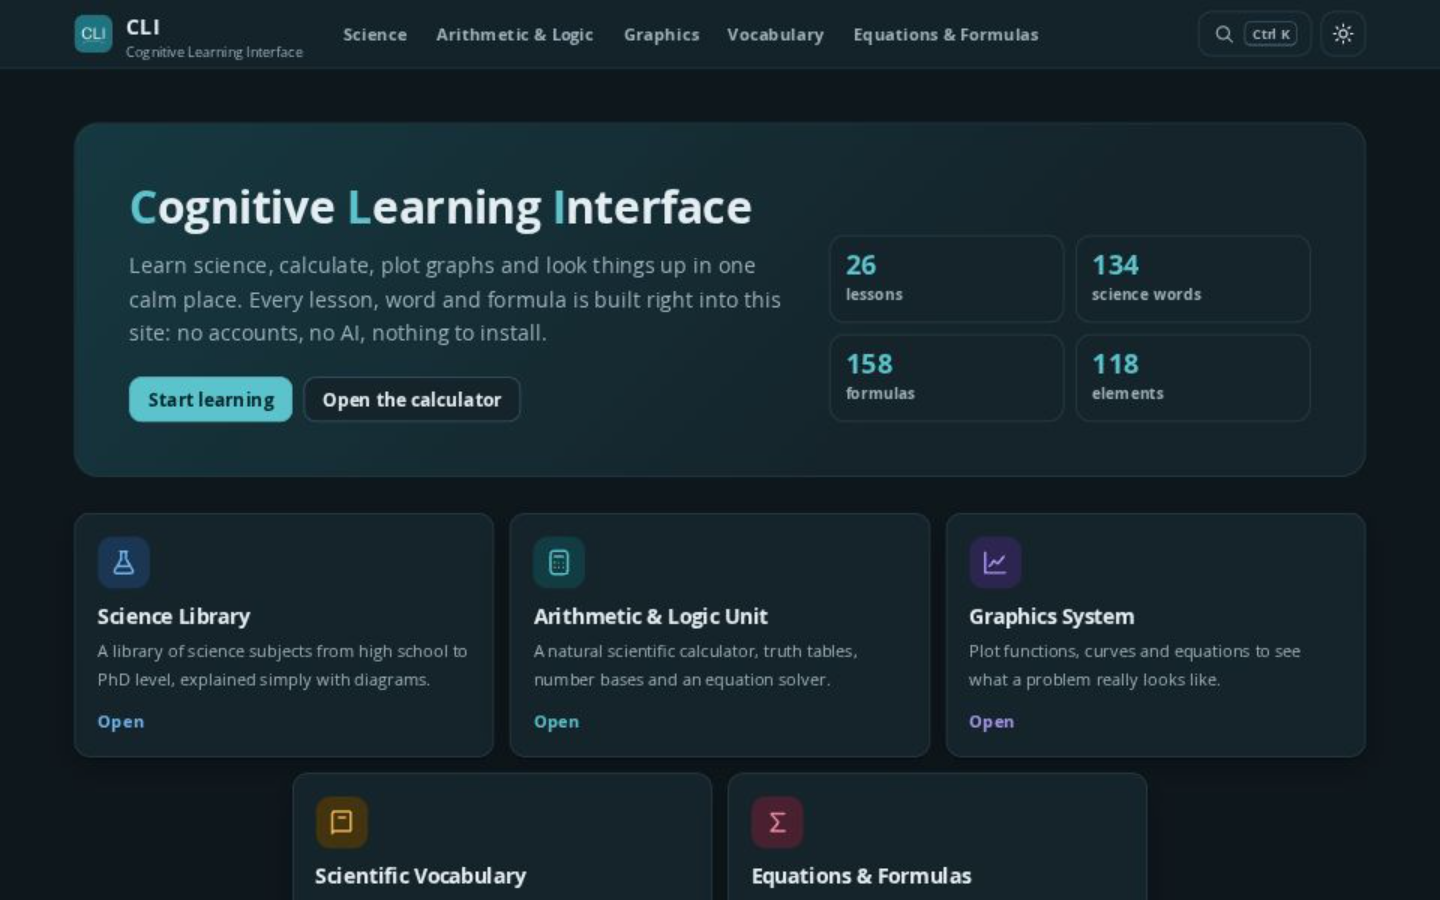 CLI
CLI
Cognitive Learning Interface
Science
Arithmetic & Logic
Graphics
Vocabulary
Equations & Formulas
Ctrl K
Cognitive Learning Interface
Learn science, calculate, plot graphs and look things up in one
calm place. Every lesson, word and formula is built right into this
site: no accounts, no AI, nothing to install.
Start learning
Open the calculator
26
lessons
134
science words
158
formulas
118
elements
Science Library
A library of science subjects from high school to
PhD level, explained simply with diagrams.
Open
Arithmetic & Logic Unit
A natural scientific calculator, truth tables,
number bases and an equation solver.
Open
Graphics System
Plot functions, curves and equations to see
what a problem really looks like.
Open
Scientific Vocabulary
Equations & Formulas